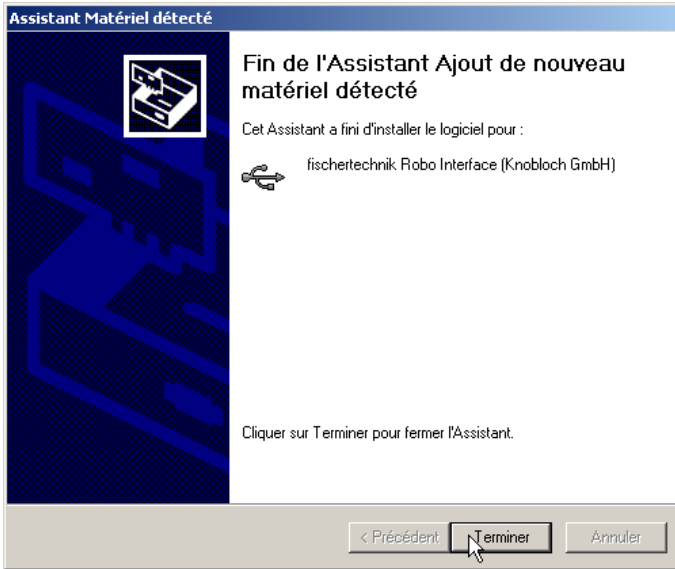 Assistant Matériel détecté
Fin de l'Assistant Ajout de nouveau
matériel détecté
Cet Assistant a fini d'installer le logiciel pour :
fischertechnik Robo Interface (Knobloch GmbH)
Cliquer sur Terminer pour fermer l'Assistant.
< Précédent Terminer Annuler